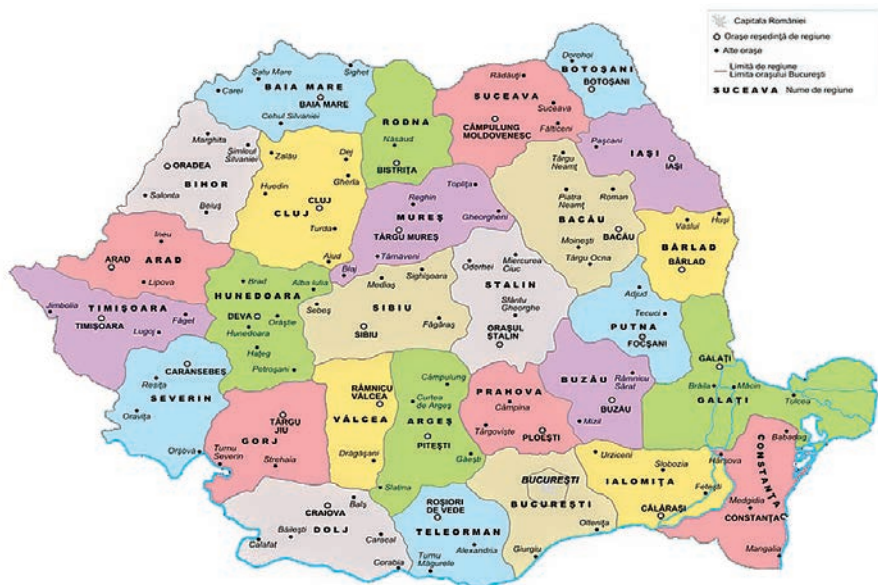 Capitala României
Orașe reședință de regiune
Alte orașe
Limită de regiune
Limita orașului București
SUCEAVA Nume de regiune
Satu Mare
Sighet
Carei
BAIA MARE
BAIA MARE
Cehul Silvaniei
RODNA
Năsăud
BISTRIȚA
Rădăuți
SUCEAVA
Suceava
CÂMPULUNG
MOLDOVENESC
Fălticeni
Dorohoi
BOTOȘANI
BOTOȘANI
Pașcani
IAȘI
IAȘI
Marghita
Șimleul
Silvaniei
ORADEA
BIHOR
Salonta
Beiuș
Zalău
Dej
Gherla
Huedin
CLUJ
CLUJ
Turda
Aiud
Toplița
Reghin
MUREȘ
Gheorgheni
TÂRGU MUREȘ
Târnăveni
Blaj
Târgu
Neamț
Piatra
Neamț
Roman
BACĂU
BACĂU
Moinești
Târgu Ocna
Vaslui
Huși
BÂRLAD
BÂRLAD
Ineu
ARAD
ARAD
Lipova
Jimbolia
TIMIȘOARA
TIMIȘOARA
Făget
Lugoj
Brad
Alba Iulia
HUNEDOARA
DEVA
Orăștie
Hunedoara
Hațeg
Petroșani
Sebeș
Mediaș
Sighișoara
SIBIU
SIBIU
Făgăraș
Odorhei
Miercurea
Ciuc
STALIN
Sfântu
Gheorghe
ORAȘUL
STALIN
Adjud
Tecuci
PUTNA
FOCȘANI
GALAȚI
Brăila
Măcin
GALAȚI
Tulcea
CARANSEBEȘ
Reșița
SEVERIN
Oravița
Orșova
TÂRGU
JIU
GORJ
Turnu
Severin
Strehaia
RÂMNICU
VÂLCEA
VÂLCEA
Drăgășani
Câmpulung
Curtea
de Argeș
ARGEȘ
PITEȘTI
Găești
Slatina
PRAHOVA
Câmpina
Târgoviște
PLOEȘTI
BUZĂU
Râmnicu
Sărat
BUZĂU
Mizil
Urziceni
Slobozia
IALOMIȚA
Fetești
CĂLĂRAȘI
Babadag
Hârșova
CONSTANȚA
Medgidia
CONSTANȚA
Mangalia
BUCUREȘTI
BUCUREȘTI
Oltenița
Giurgiu
CRAIOVA
Balș
DOLJ
Băilești
Calafat
Caracal
Corabia
ROȘIORI
DE VEDE
TELEORMAN
Alexandria
Turnu
Măgurele